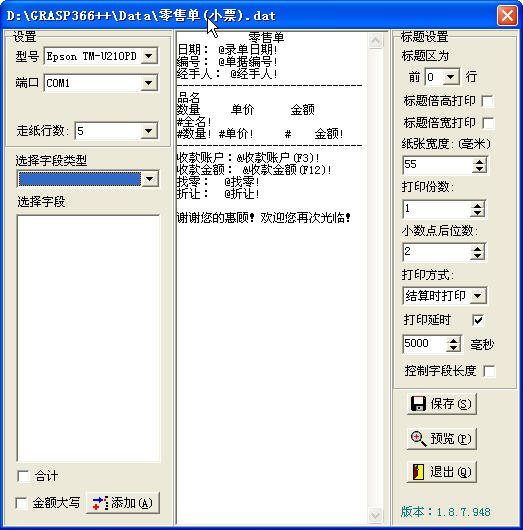 D:\GRASP366++\Data\零售单(小票).dat
设置
型号 Epson TM-U210PD
端口 COM1
走纸行数: 5
选择字段类型
选择字段
合计
金额大写 添加(A)
零售单
日期: @录单日期!
编号: @单据编号!
经手人: @经手人!
--------------------------------
品名
数量 单价 金额
#全名!
#数量! #单价! # 金额!
--------------------------------
收款账户:@收款账户(F3)!
收款金额: @收款金额(F12)!
找零: @找零!
折让: @折让!
谢谢您的惠顾! 欢迎您再次光临!
标题设置
标题区为
前 0 行
标题倍高打印
标题倍宽打印
纸张宽度:(毫米)
55
打印份数:
1
小数点后位数:
2
打印方式:
结算时打印
打印延时
5000 毫秒
控制字段长度
保存(S)
预览(P)
退出(Q)
版本：1.8.7.948